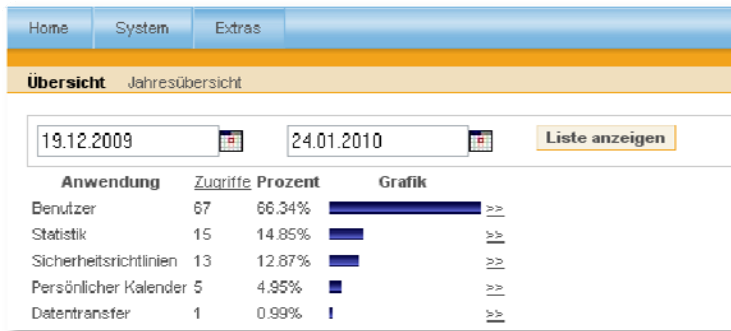 Home System Extras
Übersicht Jahresübersicht
19.12.2009 24.01.2010 Liste anzeigen
Anwendung Zugriffe Prozent Grafik
Benutzer 67 66.34% >>
Statistik 15 14.85% >>
Sicherheitsrichtlinien 13 12.87% >>
Persönlicher Kalender 5 4.95% >>
Datentransfer 1 0.99% >>